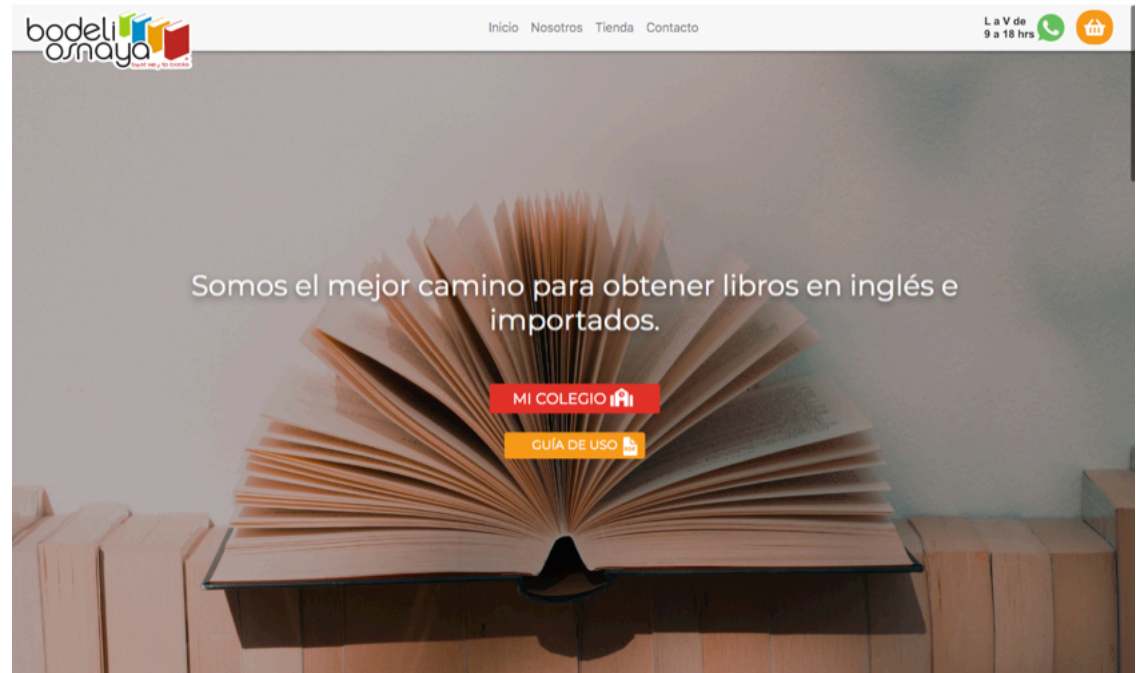 bodeli
osnaya
Inicio Nosotros Tienda Contacto
L a V de
9 a 18 hrs
Somos el mejor camino para obtener libros en inglés e
importados.
MI COLEGIO
GUÍA DE USO